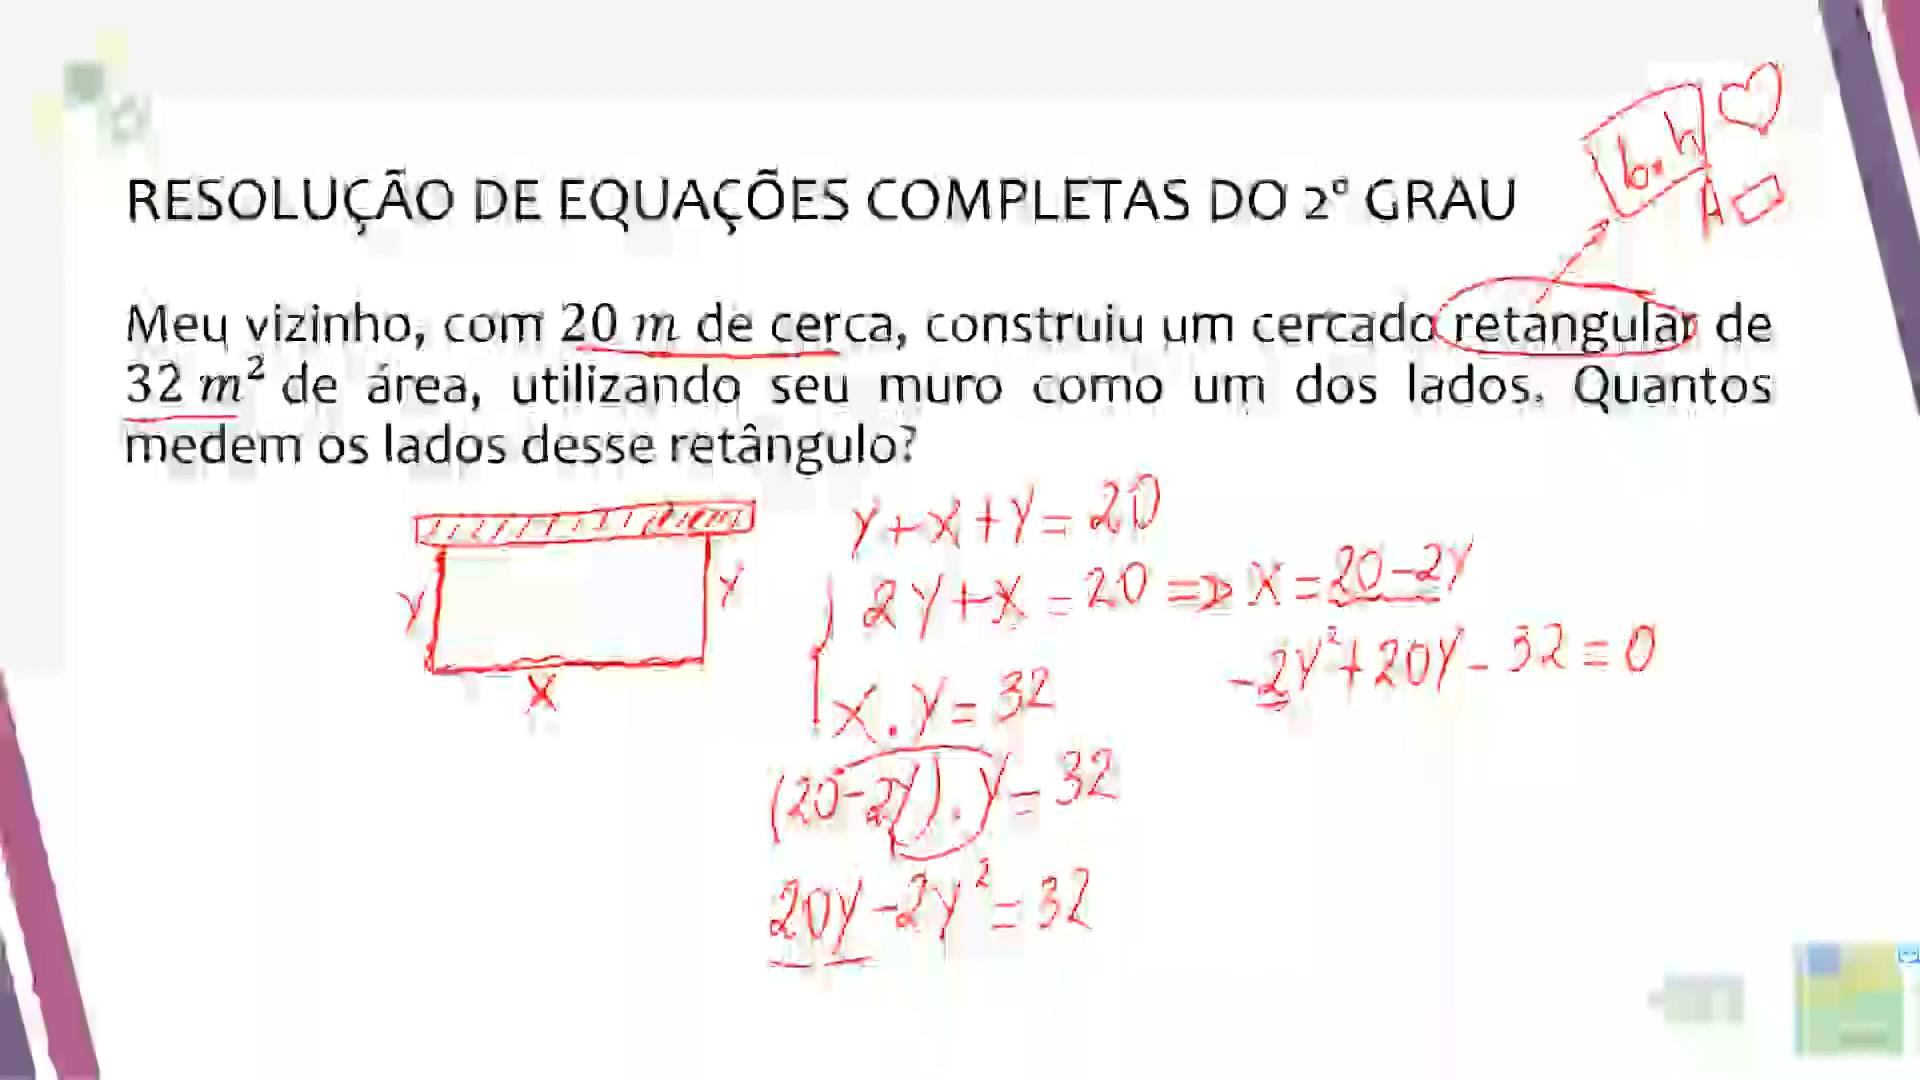 RESOLUÇÃO DE EQUAÇÕES COMPLETAS DO 2º GRAU
b.h
A
Meu vizinho, com 20 m de cerca, construiu um cercado retangular de
32 m² de área, utilizando seu muro como um dos lados. Quantos
medem os lados desse retângulo?
y+x+y=20
2y+x=20 ⇒ x=20-2y
y
y
x
-2y²+20y-32=0
x.y=32
(20-2y).y=32
20y-2y²=32